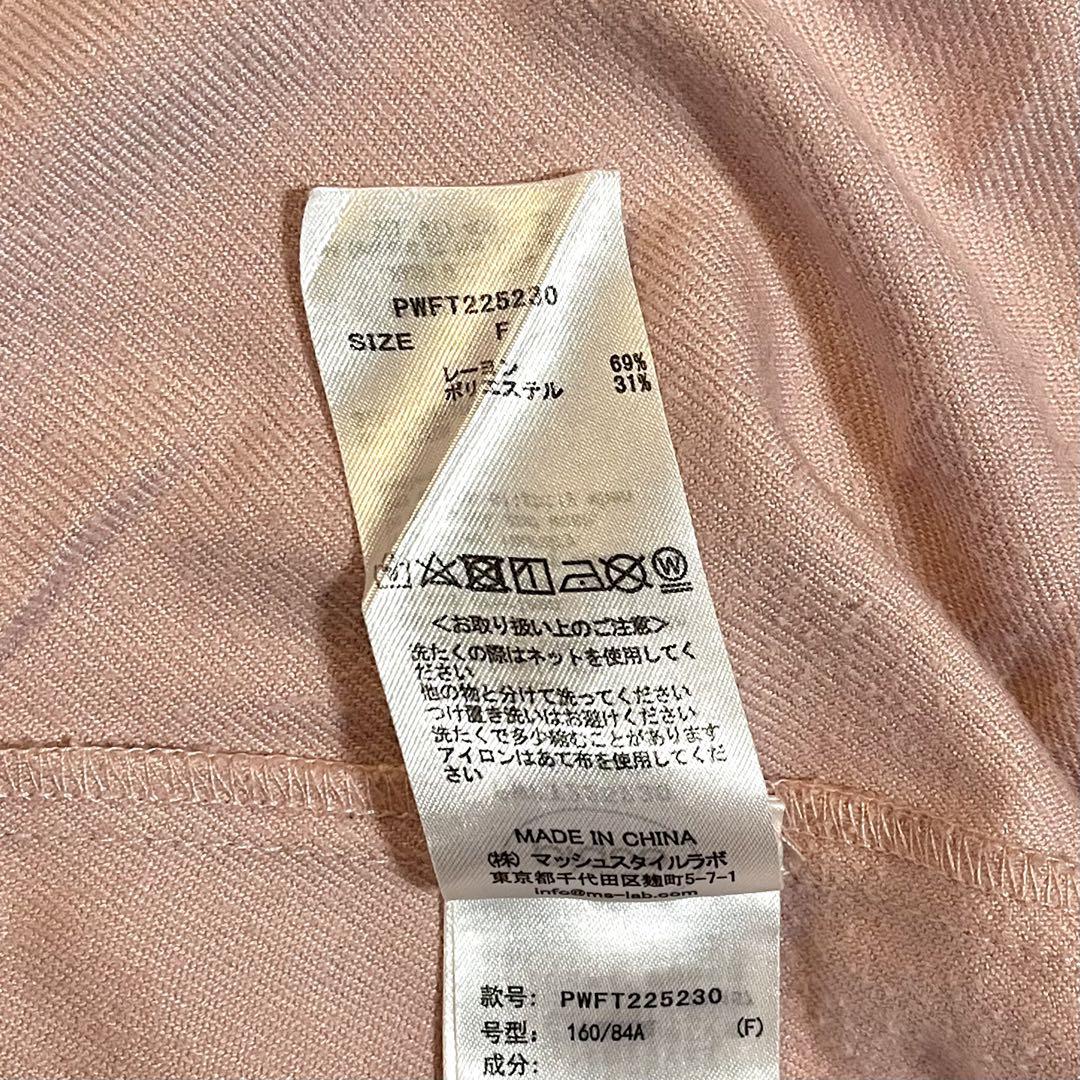 PWFT225230
SIZE F
レーヨン 69%
ポリエステル 31%
W
<お取り扱い上のご注意>
洗たくの際はネットを使用してく
ださい
他の物と分けて洗ってください
つけ置き洗いはお避けください
洗たくで多少縮むことがあります
アイロンはあて布を使用してくだ
さい
MADE IN CHINA
(株) マッシュスタイルラボ
東京都千代田区麹町5-7-1
info@ms-lab.com
款号: PWFT225230
号型: 160/84A (F)
成分: